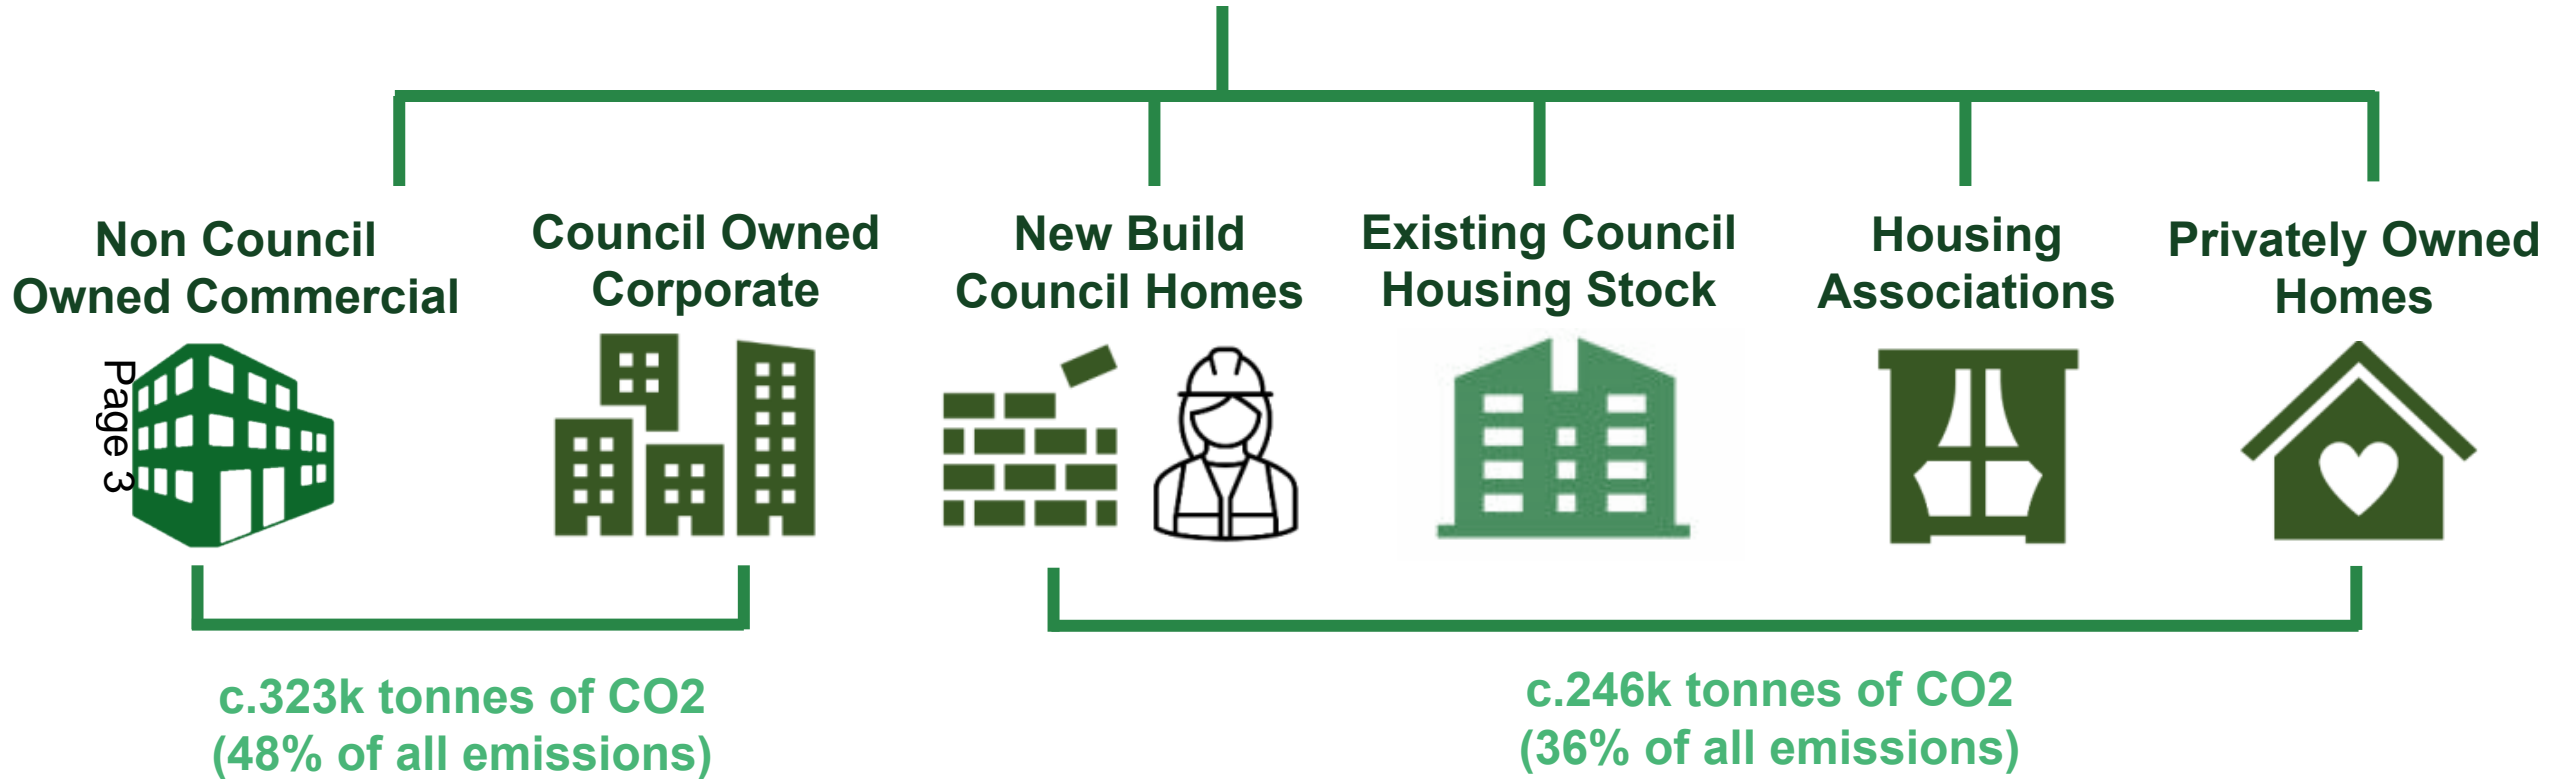 Non Council
Owned Commercial
Council Owned
Corporate
New Build
Council Homes
Existing Council
Housing Stock
Housing
Associations
Privately Owned
Homes
Page 3
c.323k tonnes of CO2
(48% of all emissions)
c.246k tonnes of CO2
(36% of all emissions)